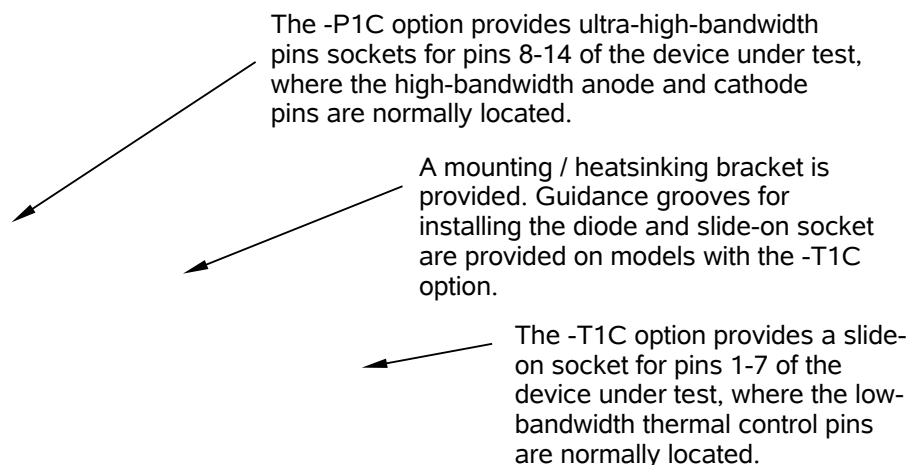 The -P1C option provides ultra-high-bandwidth
pins sockets for pins 8-14 of the device under test,
where the high-bandwidth anode and cathode
pins are normally located.
A mounting / heatsinking bracket is
provided. Guidance grooves for
installing the diode and slide-on socket
are provided on models with the -T1C
option.
The -T1C option provides a slide-
on socket for pins 1-7 of the
device under test, where the low-
bandwidth thermal control pins
are normally located.